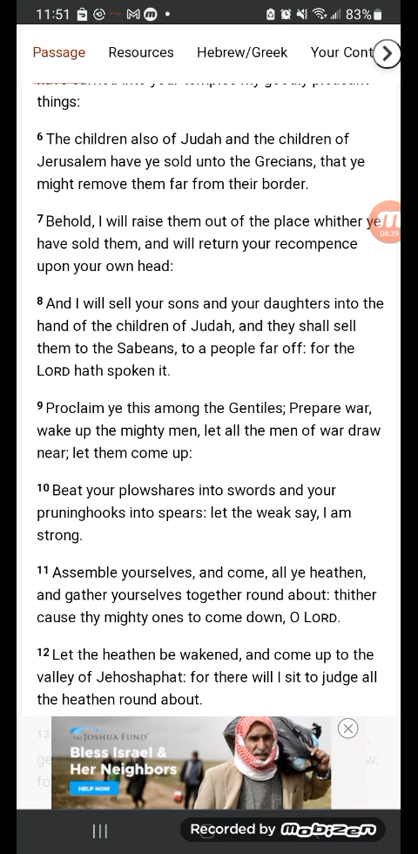 11:51 83%
Passage Resources Hebrew/Greek Your Cont
things:
6 The children also of Judah and the children of
Jerusalem have ye sold unto the Grecians, that ye
might remove them far from their border.
7 Behold, I will raise them out of the place whither ye
have sold them, and will return your recompence
06:39
upon your own head:
8 And I will sell your sons and your daughters into the
hand of the children of Judah, and they shall sell
them to the Sabeans, to a people far off: for the
LORD hath spoken it.
9 Proclaim ye this among the Gentiles; Prepare war,
wake up the mighty men, let all the men of war draw
near; let them come up:
10 Beat your plowshares into swords and your
pruninghooks into spears: let the weak say, I am
strong.
11 Assemble yourselves, and come, all ye heathen,
and gather yourselves together round about: thither
cause thy mighty ones to come down, O LORD.
12 Let the heathen be wakened, and come up to the
valley of Jehoshaphat: for there will I sit to judge all
the heathen round about.
13
THE JOSHUA FUND
Bless Israel &
Her Neighbors
HELP NOW
Recorded by mobizen